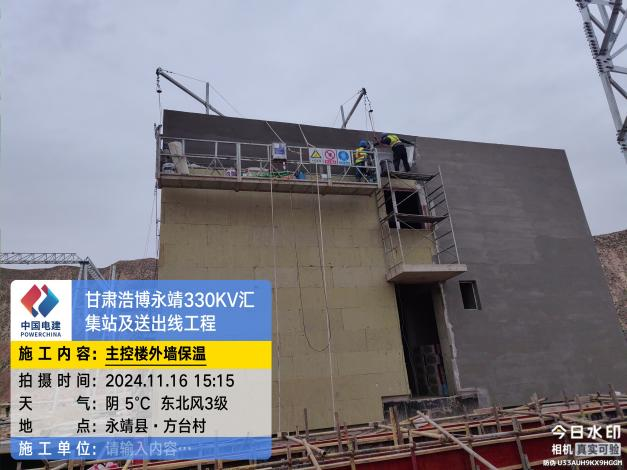 中国电建
POWERCHINA
甘肃浩博永靖330KV汇
集站及送出线工程
施工内容：主控楼外墙保温
拍摄时间：2024.11.16 15:15
天气：阴 5℃ 东北风3级
地点：永靖县·方台村
施工单位：请输入内容…
今日水印
相机 真实可验
防伪 U33AUH9KX9HGGM